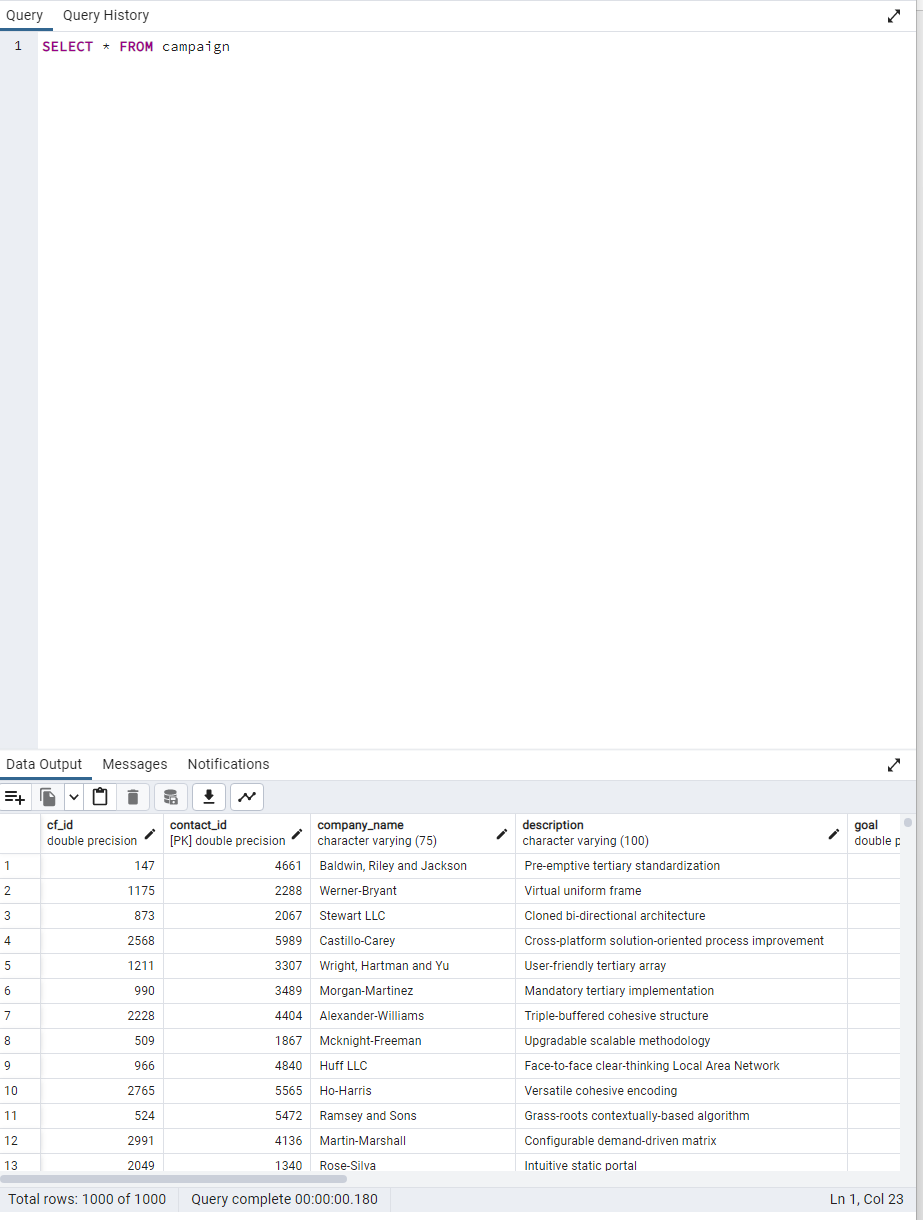 Query Query History
1 SELECT * FROM campaign
Data Output Messages Notifications
cf_id contact_id company_name description goal
double precision [PK] double precision character varying (75) character varying (100) double p
1 147 4661 Baldwin, Riley and Jackson Pre-emptive tertiary standardization
2 1175 2288 Werner-Bryant Virtual uniform frame
3 873 2067 Stewart LLC Cloned bi-directional architecture
4 2568 5989 Castillo-Carey Cross-platform solution-oriented process improvement
5 1211 3307 Wright, Hartman and Yu User-friendly tertiary array
6 990 3489 Morgan-Martinez Mandatory tertiary implementation
7 2228 4404 Alexander-Williams Triple-buffered cohesive structure
8 509 1867 Mcknight-Freeman Upgradable scalable methodology
9 966 4840 Huff LLC Face-to-face clear-thinking Local Area Network
10 2765 5565 Ho-Harris Versatile cohesive encoding
11 524 5472 Ramsey and Sons Grass-roots contextually-based algorithm
12 2991 4136 Martin-Marshall Configurable demand-driven matrix
13 2049 1340 Rose-Silva Intuitive static portal
Total rows: 1000 of 1000 Query complete 00:00:00.180 Ln 1, Col 23